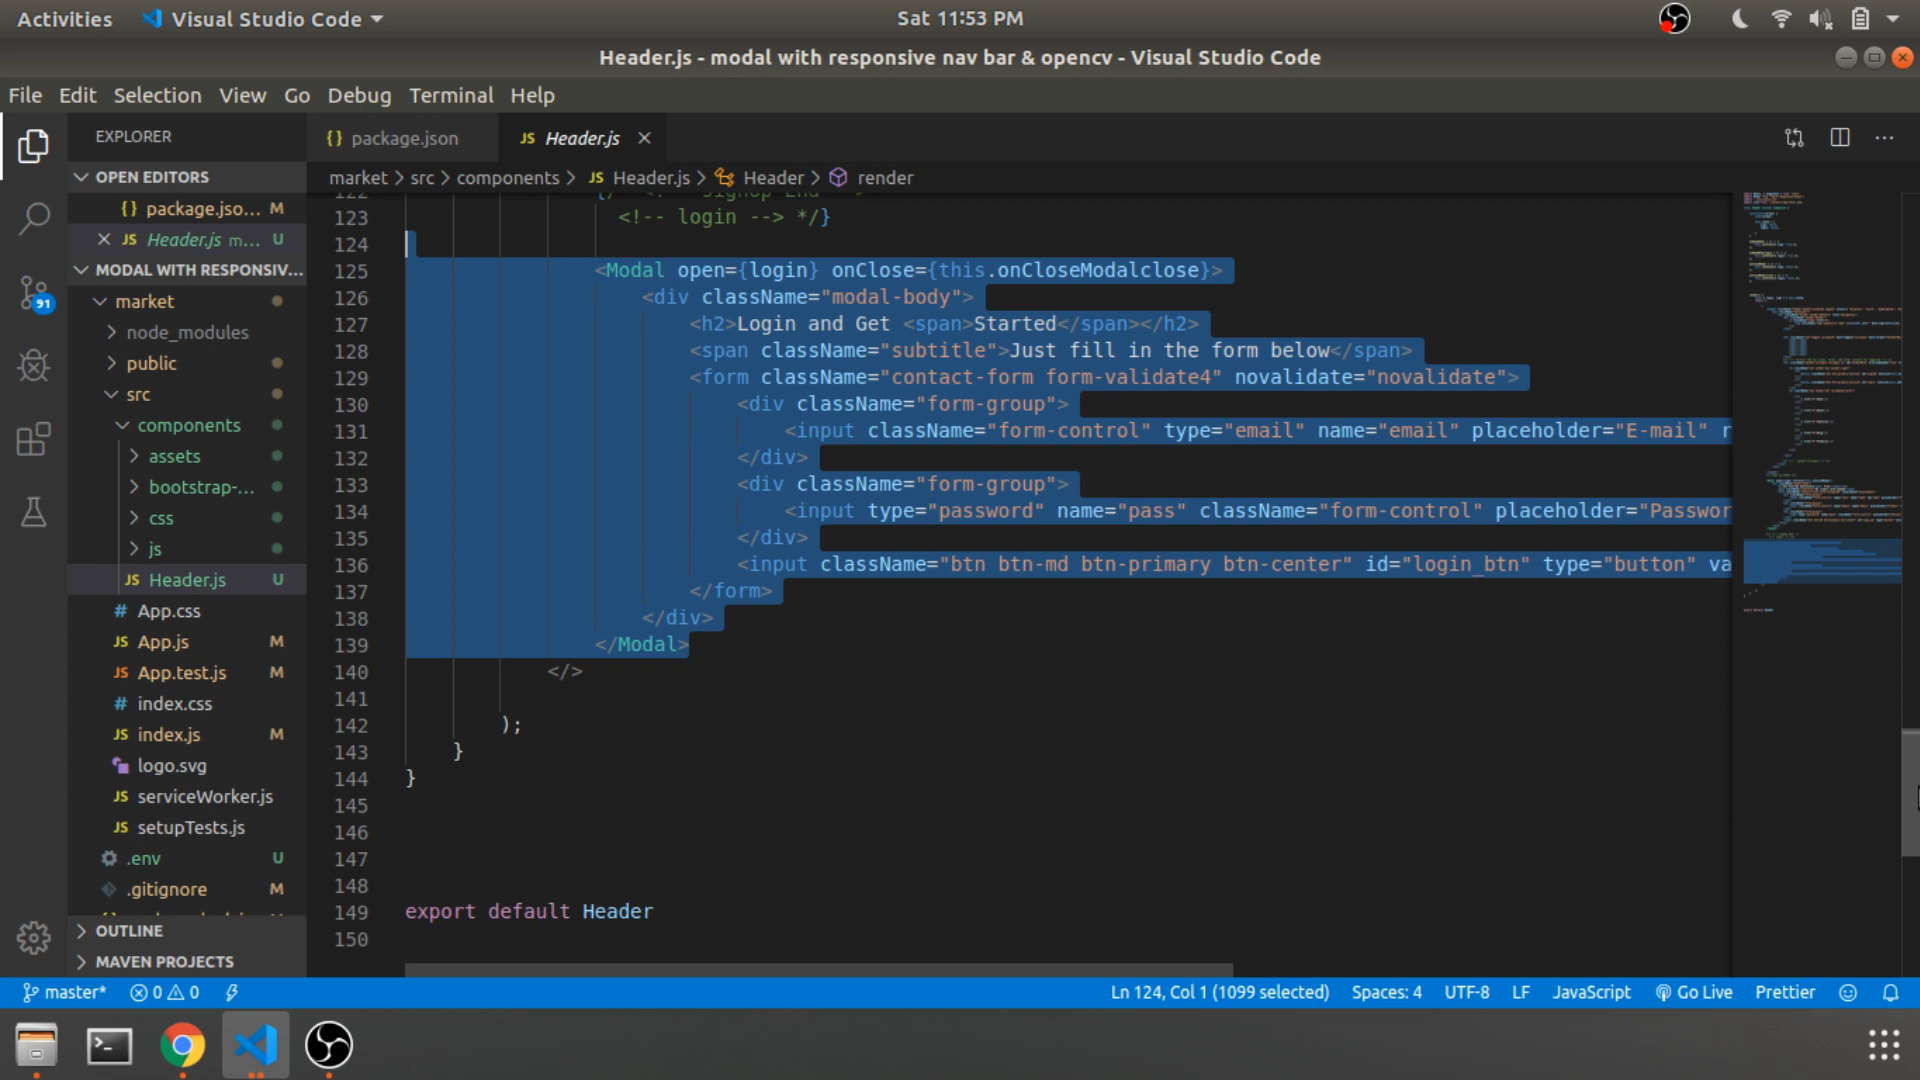 Activities
Visual Studio Code
Sat 11:53 PM
Header.js - modal with responsive nav bar & opencv - Visual Studio Code
File Edit Selection View Go Debug Terminal Help
EXPLORER
{} package.json
JS Header.js
OPEN EDITORS
{} package.jso... M
JS Header.js m... U
MODAL WITH RESPONSIV...
market
node_modules
public
src
components
assets
bootstrap-...
css
js
JS Header.js U
# App.css
JS App.js M
JS App.test.js M
# index.css
JS index.js M
logo.svg
JS serviceWorker.js
JS setupTests.js
.env U
.gitignore M
OUTLINE
MAVEN PROJECTS
91
market > src > components > JS Header.js > Header > render
123 <!-- login --> */}
124
125 <Modal open={login} onClose={this.onCloseModalclose}>
126 <div className="modal-body">
127 <h2>Login and Get <span>Started</span></h2>
128 <span className="subtitle">Just fill in the form below</span>
129 <form className="contact-form form-validate4" novalidate="novalidate">
130 <div className="form-group">
131 <input className="form-control" type="email" name="email" placeholder="E-mail" r
132 </div>
133 <div className="form-group">
134 <input type="password" name="pass" className="form-control" placeholder="Passwor
135 </div>
136 <input className="btn btn-md btn-primary btn-center" id="login_btn" type="button" va
137 </form>
138 </div>
139 </Modal>
140 </>
141
142 );
143 }
144 }
145
146
147
148
149 export default Header
150
master* 0 0
Ln 124, Col 1 (1099 selected) Spaces: 4 UTF-8 LF JavaScript Go Live Prettier